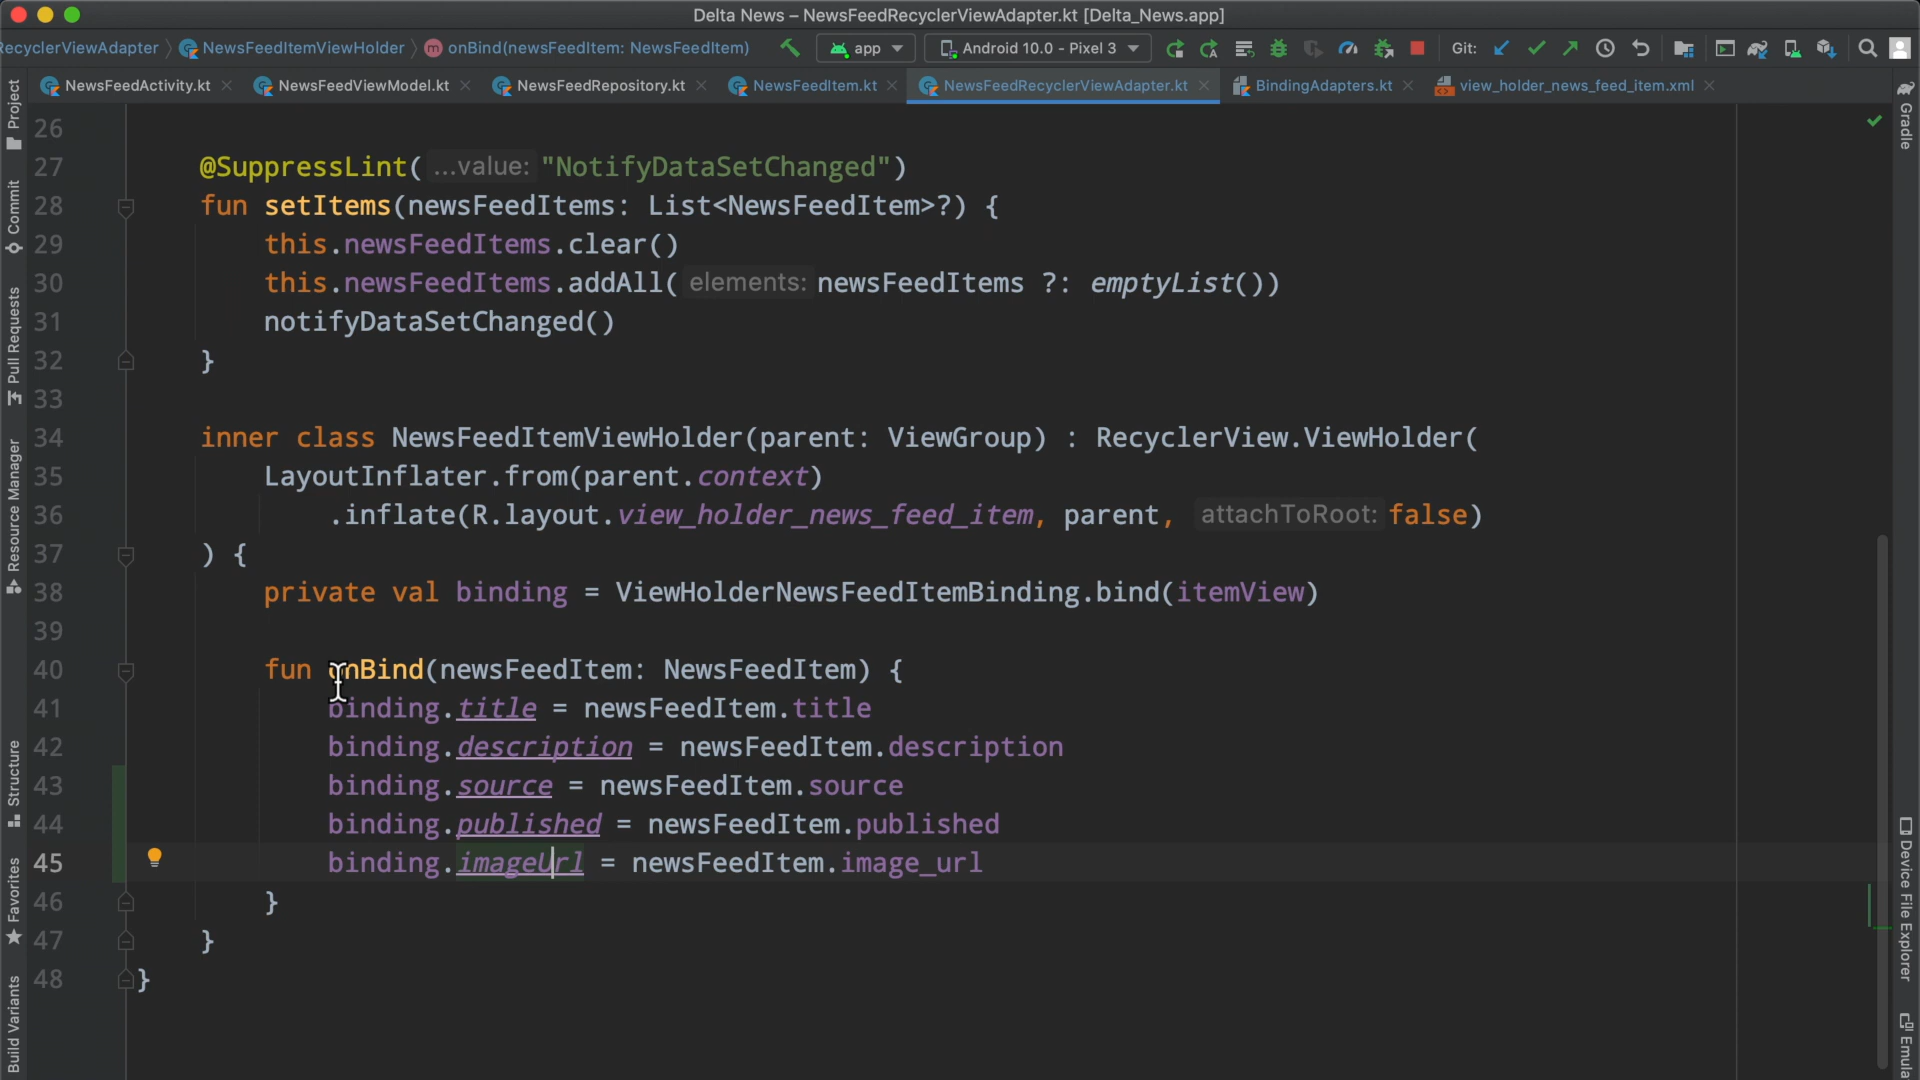 Delta News – NewsFeedRecyclerViewAdapter.kt [Delta_News.app]
ecyclerViewAdapter NewsFeedItemViewHolder m onBind(newsFeedItem: NewsFeedItem) app Android 10.0 - Pixel 3 Git:
NewsFeedActivity.kt NewsFeedViewModel.kt NewsFeedRepository.kt NewsFeedItem.kt NewsFeedRecyclerViewAdapter.kt BindingAdapters.kt view_holder_news_feed_item.xml
Project
Commit
Pull Requests
Resource Manager
Structure
Favorites
Build Variants
26
27 @SuppressLint( ...value: "NotifyDataSetChanged")
28 fun setItems(newsFeedItems: List<NewsFeedItem>?) {
29 this.newsFeedItems.clear()
30 this.newsFeedItems.addAll( elements: newsFeedItems ?: emptyList())
31 notifyDataSetChanged()
32 }
33
34 inner class NewsFeedItemViewHolder(parent: ViewGroup) : RecyclerView.ViewHolder(
35 LayoutInflater.from(parent.context)
36 .inflate(R.layout.view_holder_news_feed_item, parent, attachToRoot: false)
37 ) {
38 private val binding = ViewHolderNewsFeedItemBinding.bind(itemView)
39
40 fun onBind(newsFeedItem: NewsFeedItem) {
41 binding.title = newsFeedItem.title
42 binding.description = newsFeedItem.description
43 binding.source = newsFeedItem.source
44 binding.published = newsFeedItem.published
45 binding.imageUrl = newsFeedItem.image_url
46 }
47 }
48 }
Gradle
Device File Explorer
Emula